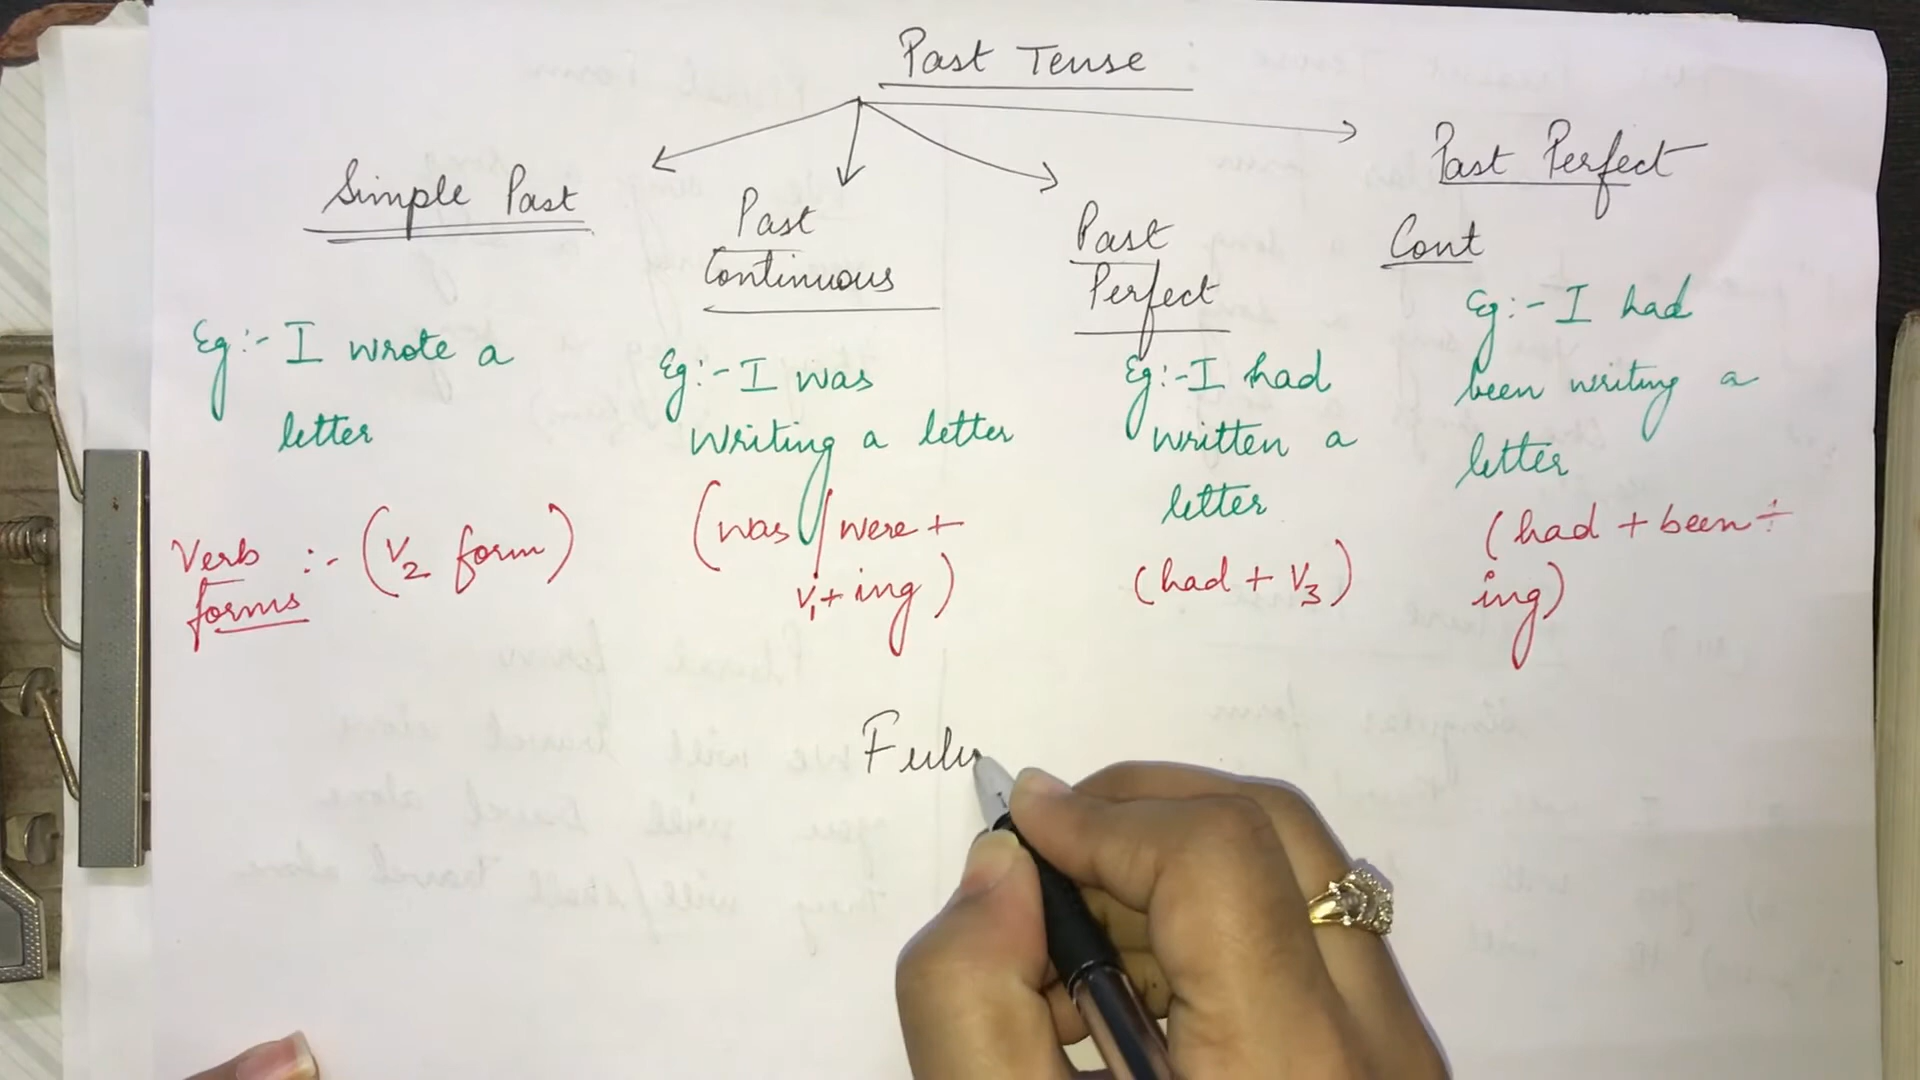 Past Tense
Simple Past
Eg:- I wrote a
letter
Verb :- (V2 form)
forms
Past
Continuous
Eg:- I was
writing a letter
(was / were +
V1 + ing)
Past
Perfect
Eg:- I had
written a
letter
(had + V3)
Past Perfect
Cont
Eg:- I had
been writing a
letter
(had + been +
ing)
Futu